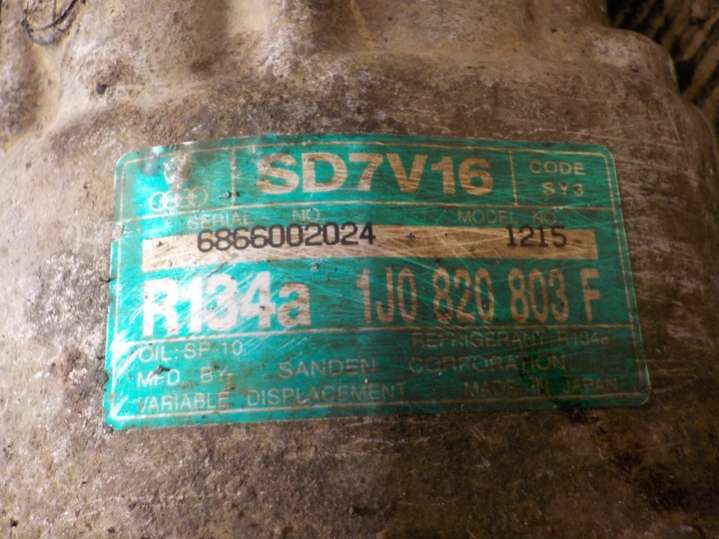 SD7V16 CODE
SY3
SERIAL NO. MODEL NO.
6866002024 1215
R134a 1J0 820 803 F
OIL: SP-10 REFRIGERANT: R134a
MFD BY SANDEN CORPORATION
VARIABLE DISPLACEMENT MADE IN JAPAN